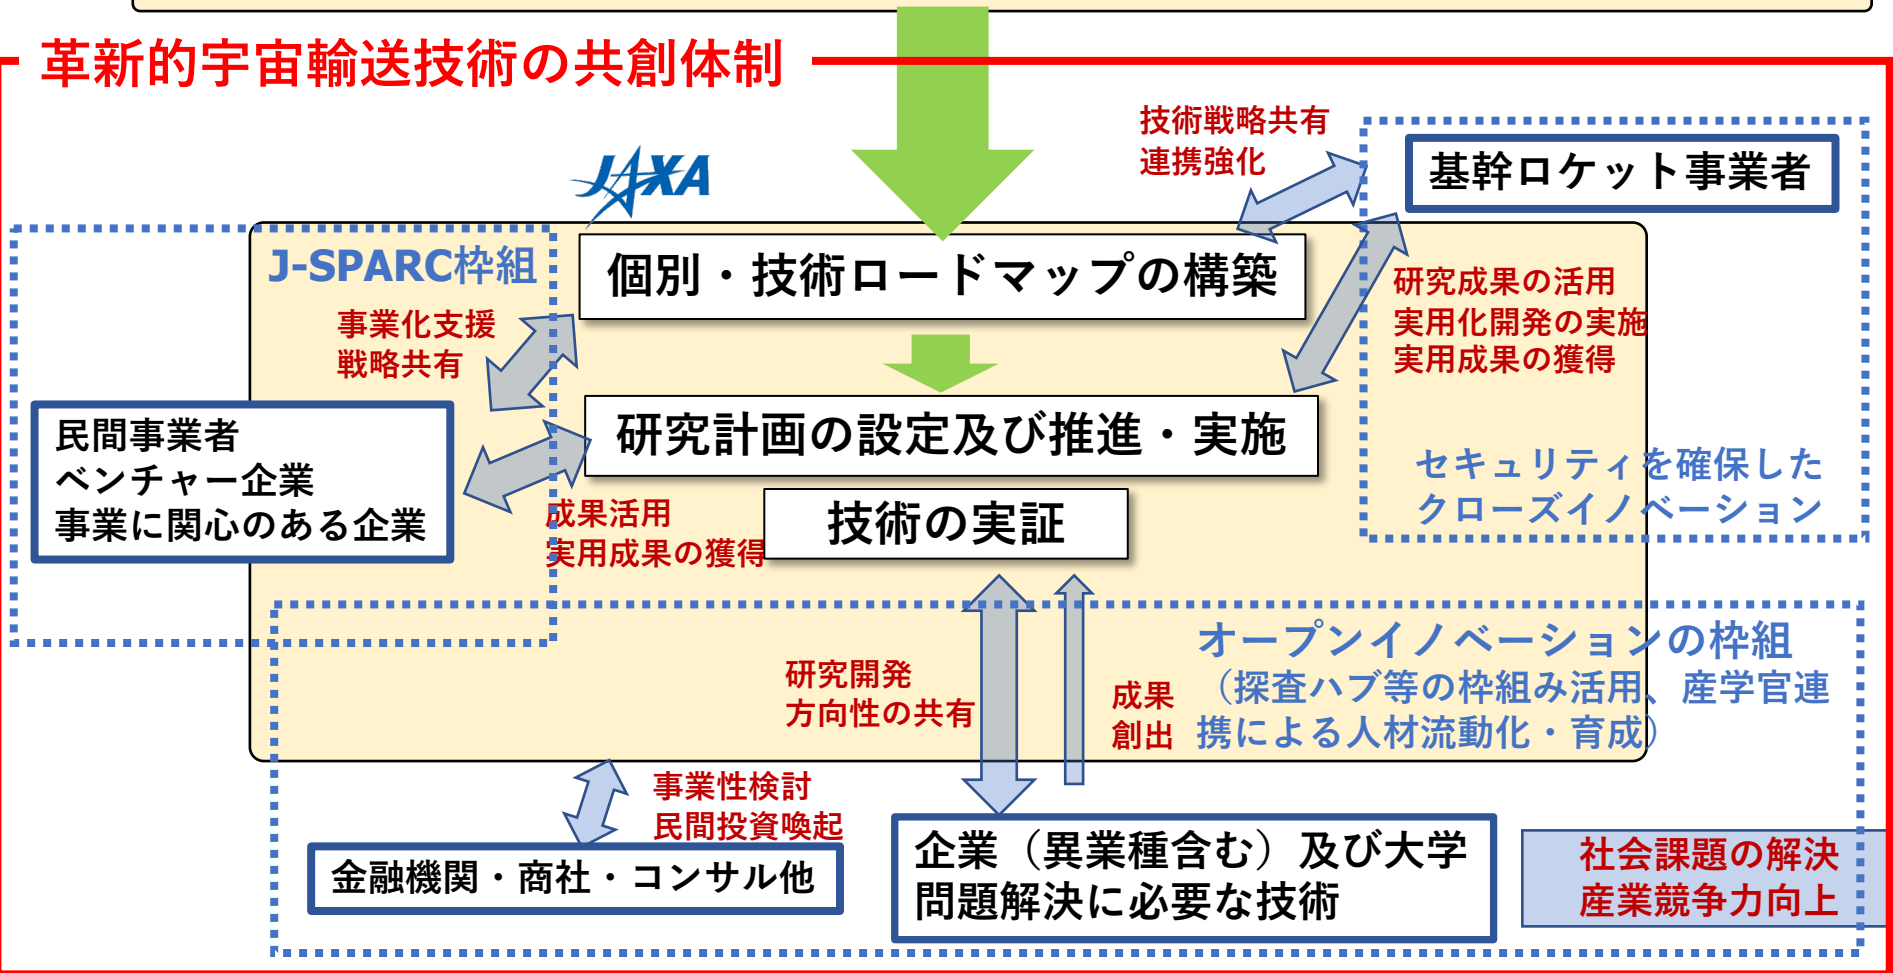 革新的宇宙輸送技術の共創体制
JAXA
技術戦略共有
連携強化
基幹ロケット事業者
J-SPARC枠組
個別・技術ロードマップの構築
事業化支援
戦略共有
研究成果の活用
実用化開発の実施
実用成果の獲得
民間事業者
ベンチャー企業
事業に関心のある企業
研究計画の設定及び推進・実施
セキュリティを確保した
クローズイノベーション
成果活用
実用成果の獲得
技術の実証
オープンイノベーションの枠組
（探査ハブ等の枠組み活用、産学官連
携による人材流動化・育成）
研究開発
方向性の共有
成果
創出
事業性検討
民間投資喚起
金融機関・商社・コンサル他
企業（異業種含む）及び大学
問題解決に必要な技術
社会課題の解決
産業競争力向上